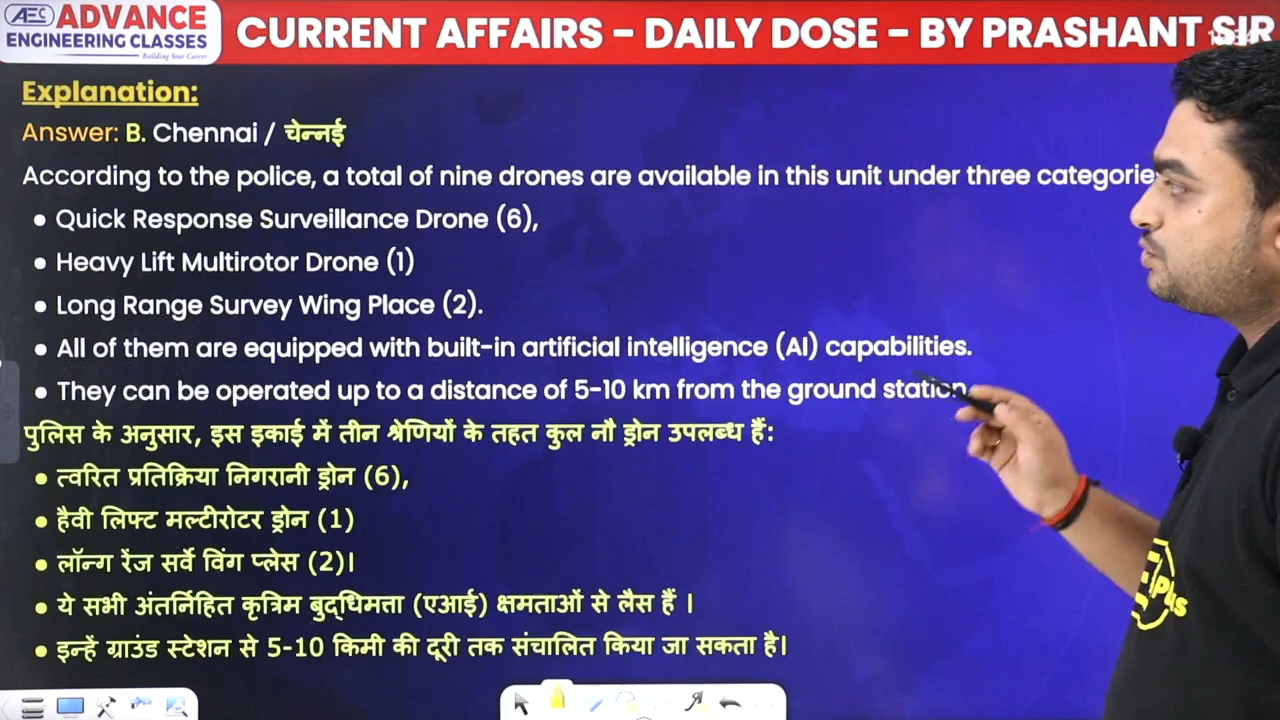 AEC ADVANCE
ENGINEERING CLASSES
Building Your Career
CURRENT AFFAIRS – DAILY DOSE – BY PRASHANT SIR
Explanation:
Answer: B. Chennai / चेन्नई
According to the police, a total of nine drones are available in this unit under three categorie
• Quick Response Surveillance Drone (6),
• Heavy Lift Multirotor Drone (1)
• Long Range Survey Wing Place (2).
• All of them are equipped with built-in artificial intelligence (AI) capabilities.
• They can be operated up to a distance of 5-10 km from the ground station
पुलिस के अनुसार, इस इकाई में तीन श्रेणियों के तहत कुल नौ ड्रोन उपलब्ध हैं:
• त्वरित प्रतिक्रिया निगरानी ड्रोन (6),
• हैवी लिफ्ट मल्टीरोटर ड्रोन (1)
• लॉन्ग रेंज सर्वे विंग प्लेस (2)।
• ये सभी अंतर्निहित कृत्रिम बुद्धिमत्ता (एआई) क्षमताओं से लैस हैं ।
• इन्हें ग्राउंड स्टेशन से 5-10 किमी की दूरी तक संचालित किया जा सकता है।
Plus